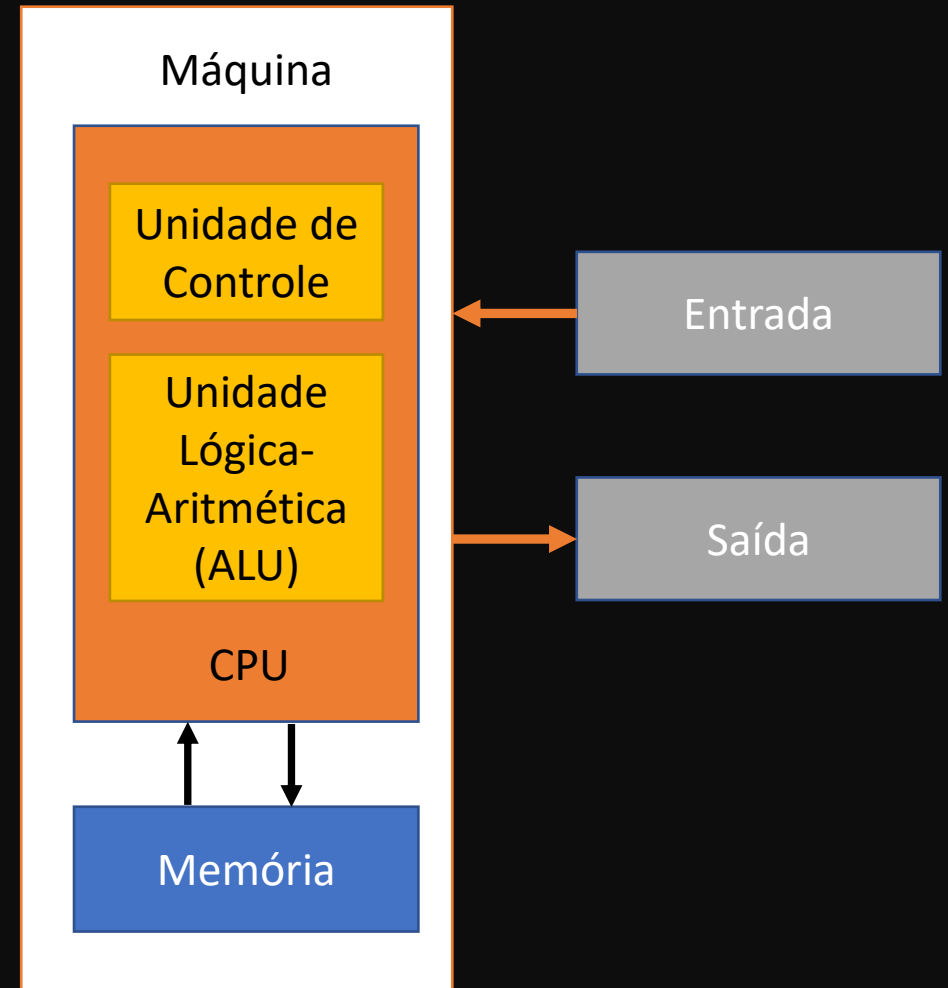 Máquina
Unidade de
Controle
Unidade
Lógica-
Aritmética
(ALU)
CPU
Memória
Entrada
Saída